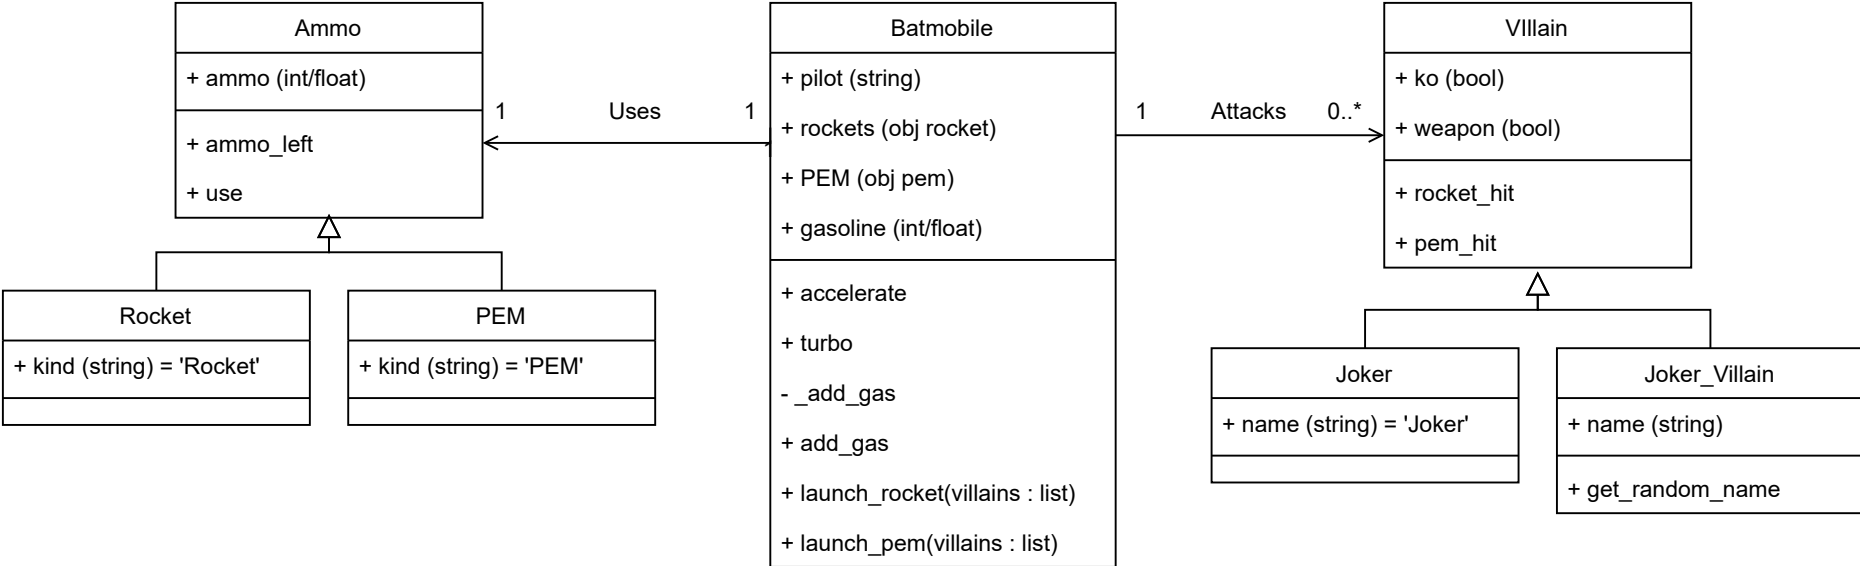 Ammo
+ ammo (int/float)
+ ammo_left
+ use
1 Uses 1
Batmobile
+ pilot (string)
+ rockets (obj rocket)
+ PEM (obj pem)
+ gasoline (int/float)
+ accelerate
+ turbo
- _add_gas
+ add_gas
+ launch_rocket(villains : list)
+ launch_pem(villains : list)
1 Attacks 0..*
VIllain
+ ko (bool)
+ weapon (bool)
+ rocket_hit
+ pem_hit
Rocket
+ kind (string) = 'Rocket'
PEM
+ kind (string) = 'PEM'
Joker
+ name (string) = 'Joker'
Joker_Villain
+ name (string)
+ get_random_name